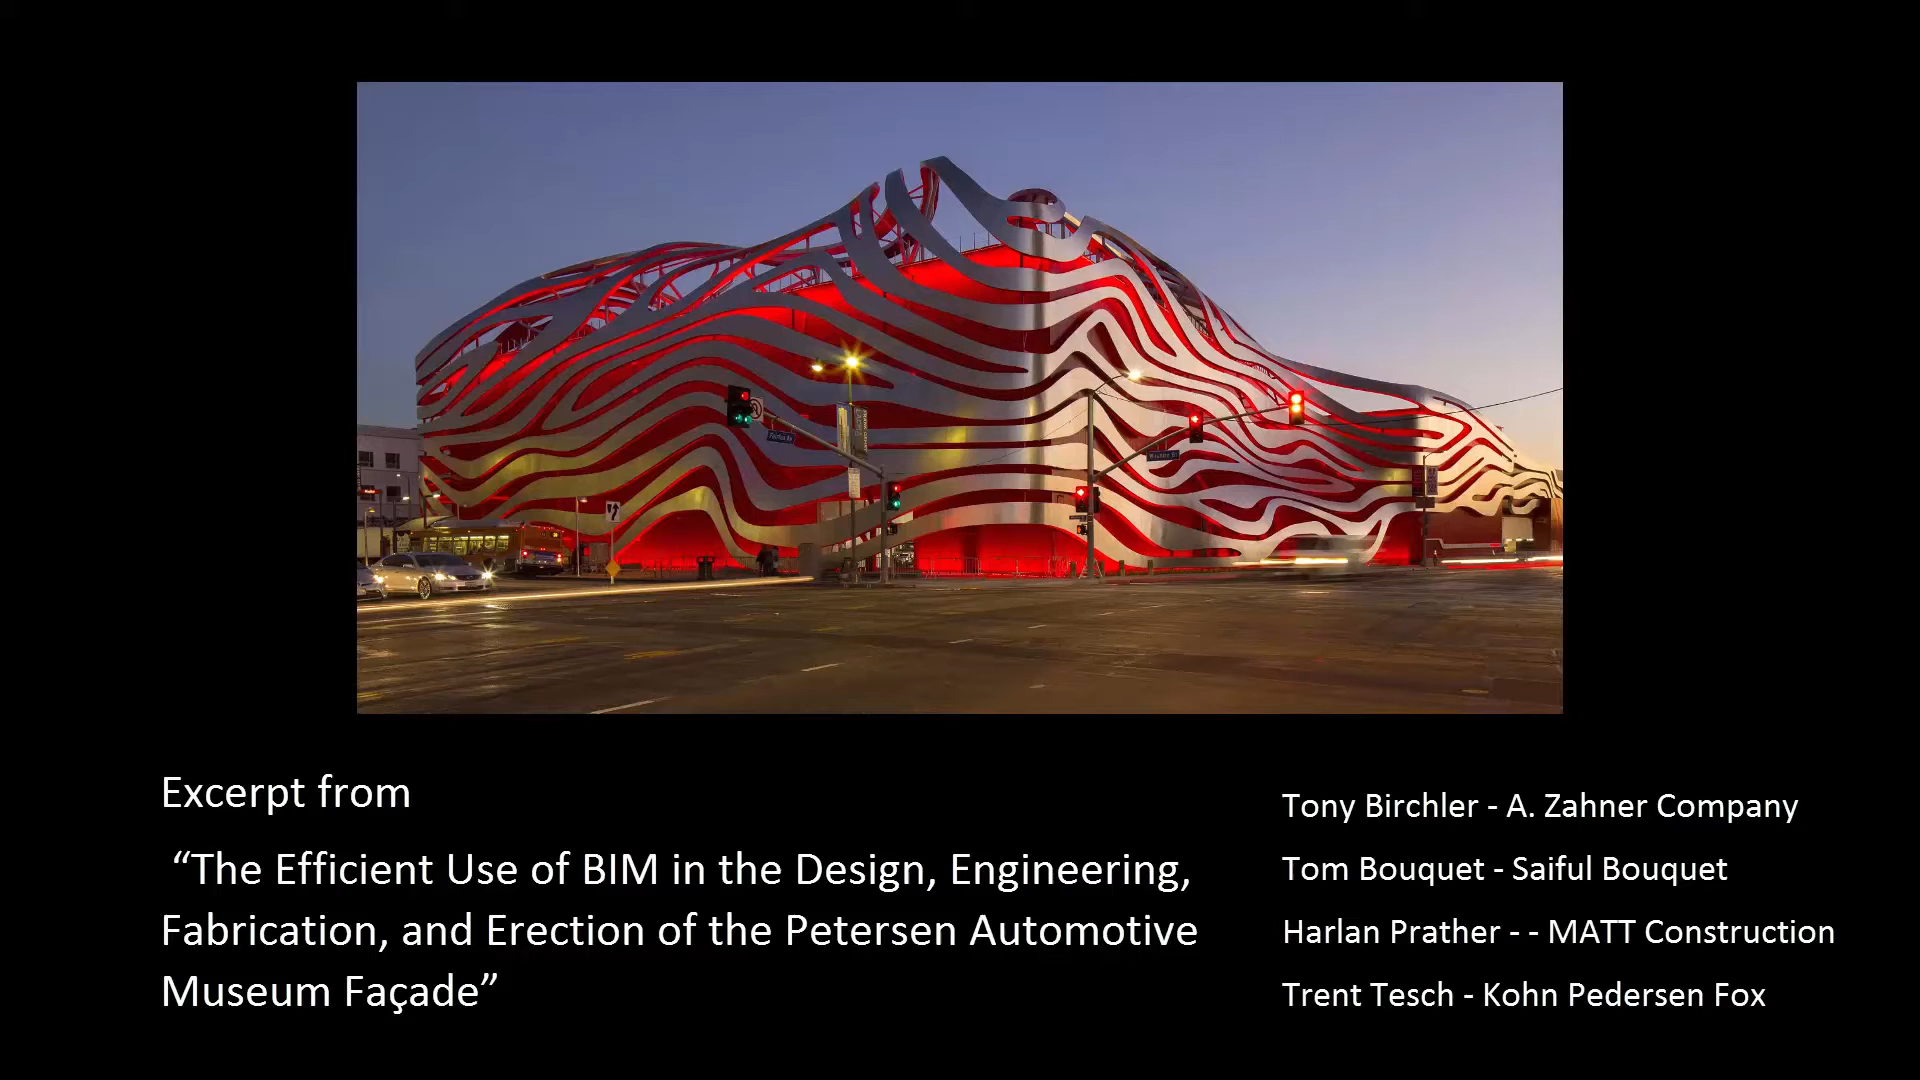 Excerpt from
“The Efficient Use of BIM in the Design, Engineering,
Fabrication, and Erection of the Petersen Automotive
Museum Façade”
Tony Birchler - A. Zahner Company
Tom Bouquet - Saiful Bouquet
Harlan Prather - - MATT Construction
Trent Tesch - Kohn Pedersen Fox